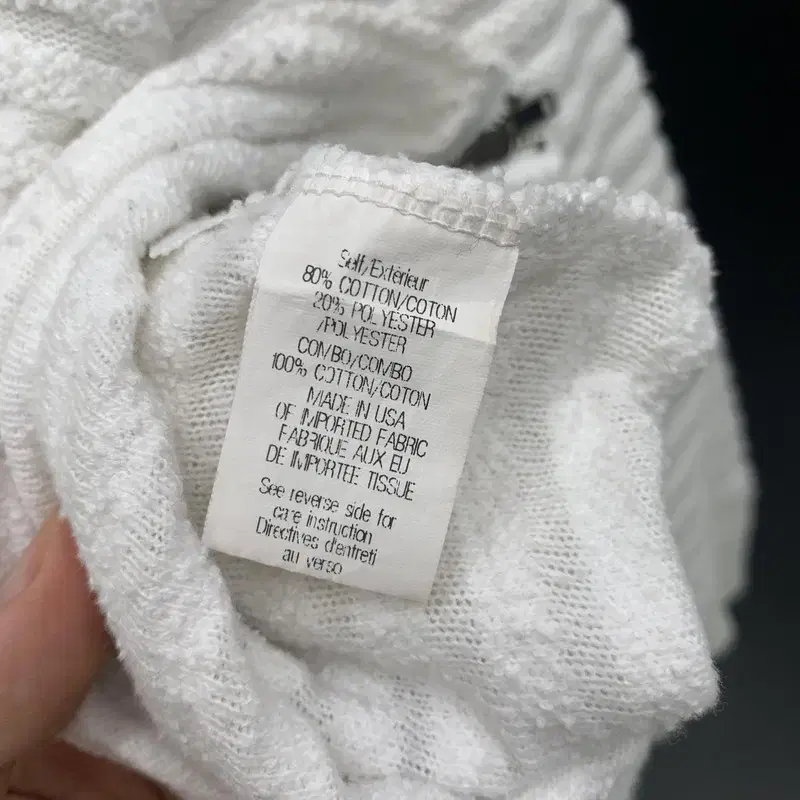 Self/Extérieur
80% COTTON/COTON
20% POLYESTER
/POLYESTER
COMBO/COMBO
100% COTTON/COTON
MADE IN USA
OF IMPORTED FABRIC
FABRIQUE AUX EU
DE IMPORTEE TISSUE
See reverse side for
care instruction
Directives d'entreti
au verso